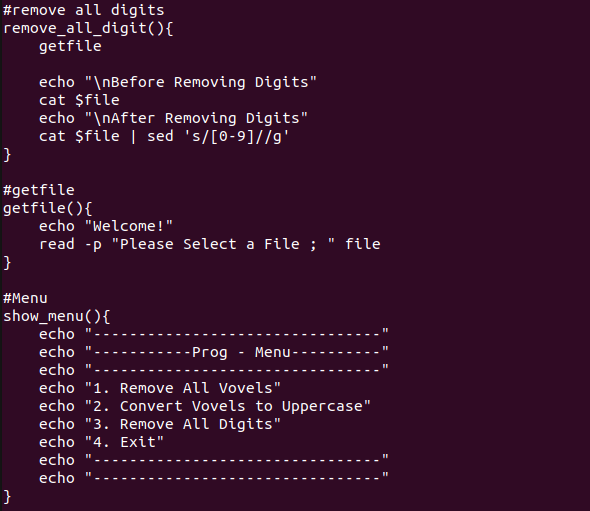 #remove all digits
remove_all_digit(){
    getfile

    echo "\nBefore Removing Digits"
    cat $file
    echo "\nAfter Removing Digits"
    cat $file | sed 's/[0-9]//g'
}

#getfile
getfile(){
    echo "Welcome!"
    read -p "Please Select a File ; " file
}

#Menu
show_menu(){
    echo "--------------------------------"
    echo "-----------Prog - Menu----------"
    echo "--------------------------------"
    echo "1. Remove All Vovels"
    echo "2. Convert Vovels to Uppercase"
    echo "3. Remove All Digits"
    echo "4. Exit"
    echo "--------------------------------"
    echo "--------------------------------"
}